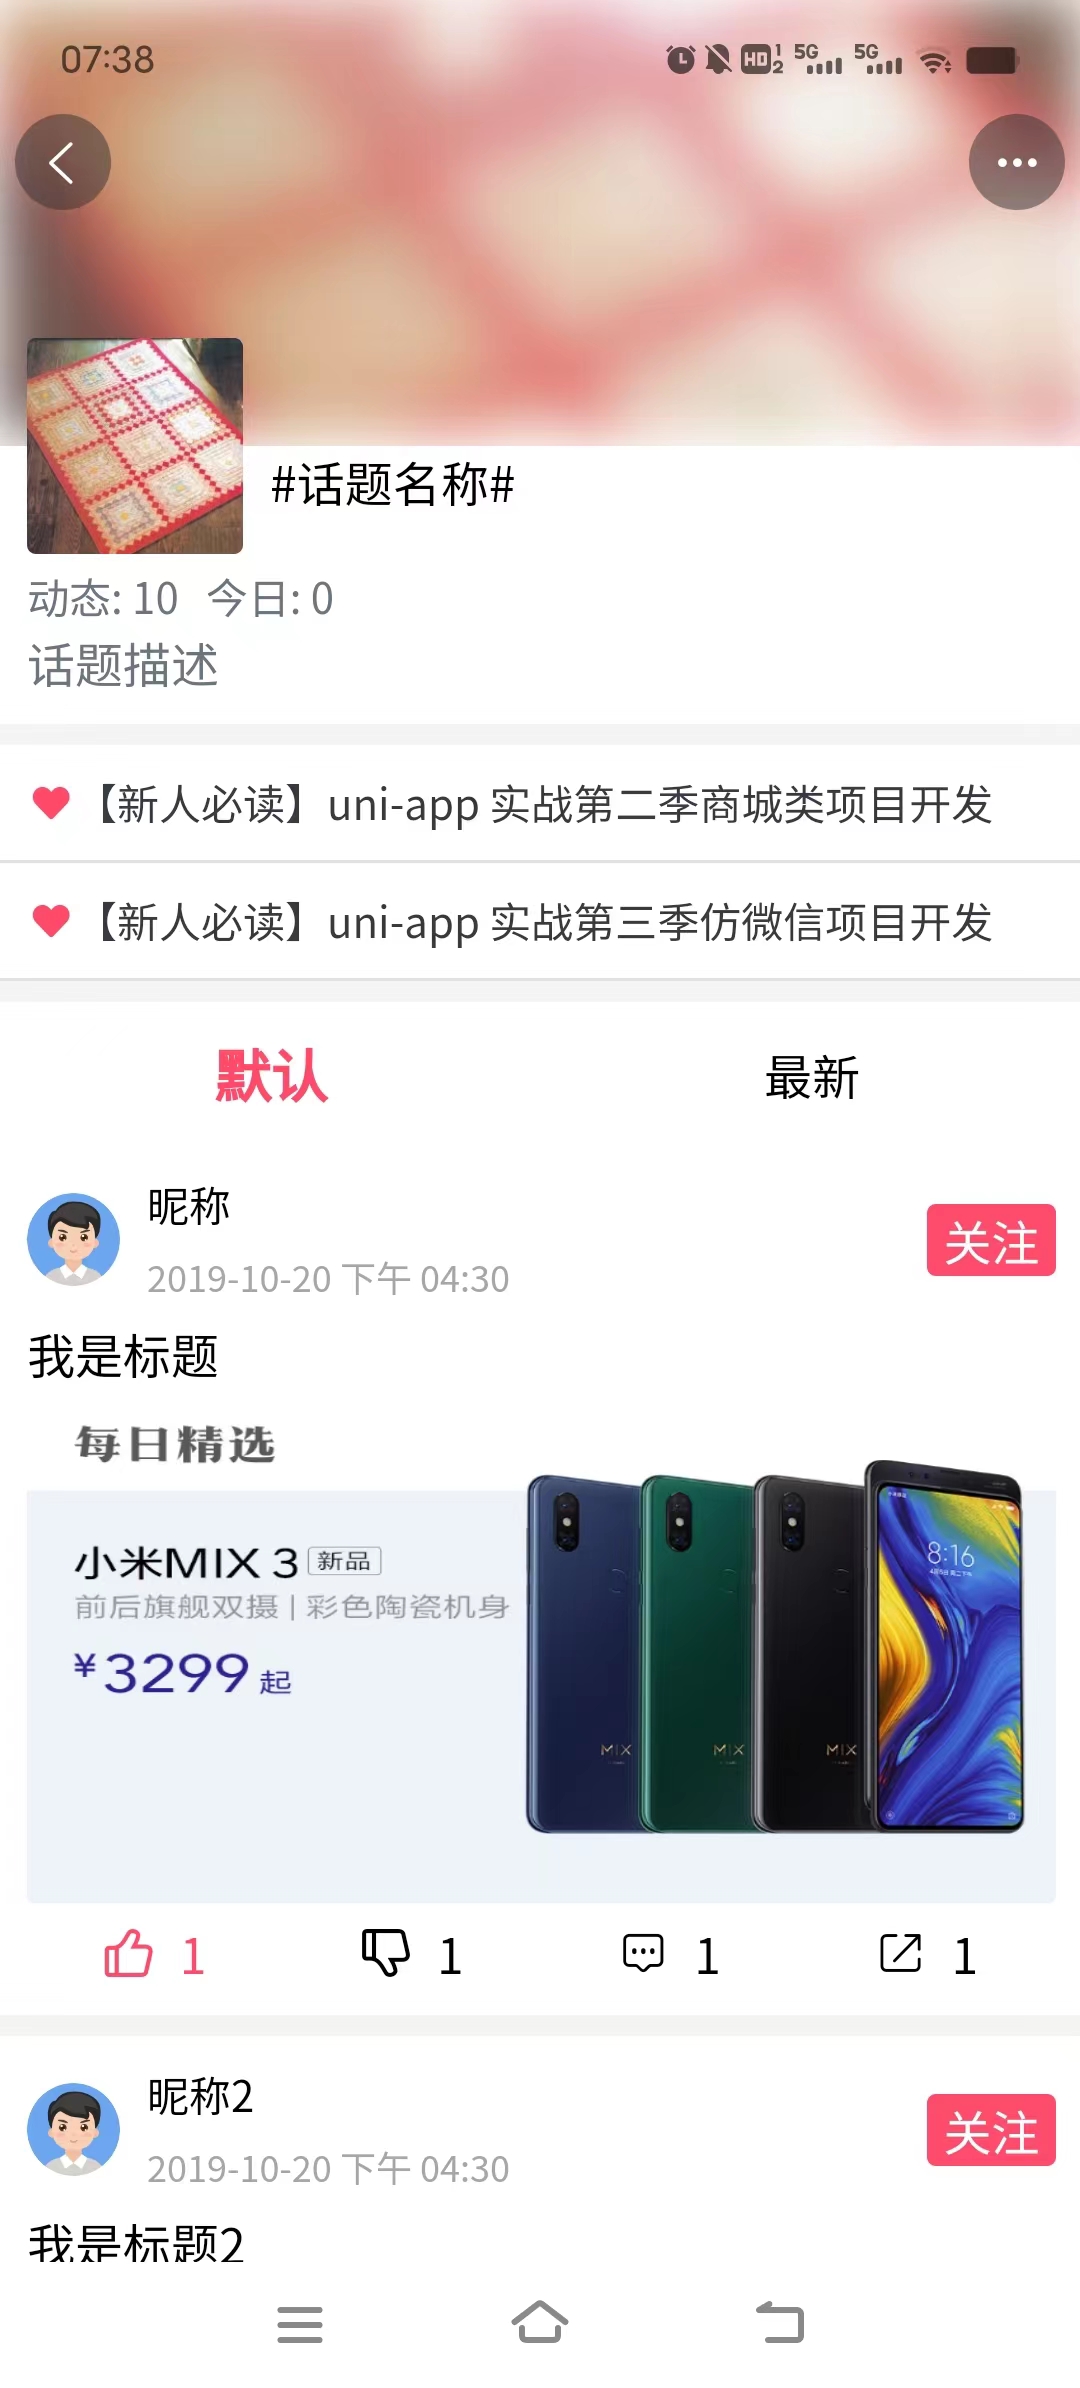 07:38
HD 1 2 5G 5G
#话题名称#
动态: 10 今日: 0
话题描述
【新人必读】uni-app 实战第二季商城类项目开发
【新人必读】uni-app 实战第三季仿微信项目开发
默认 最新
昵称
2019-10-20 下午 04:30
关注
我是标题
每日精选
小米MIX 3 新品
前后旗舰双摄 | 彩色陶瓷机身
¥3299 起
8:16
MIX MIX MIX
1 1 1 1
昵称2
2019-10-20 下午 04:30
关注
我是标题2